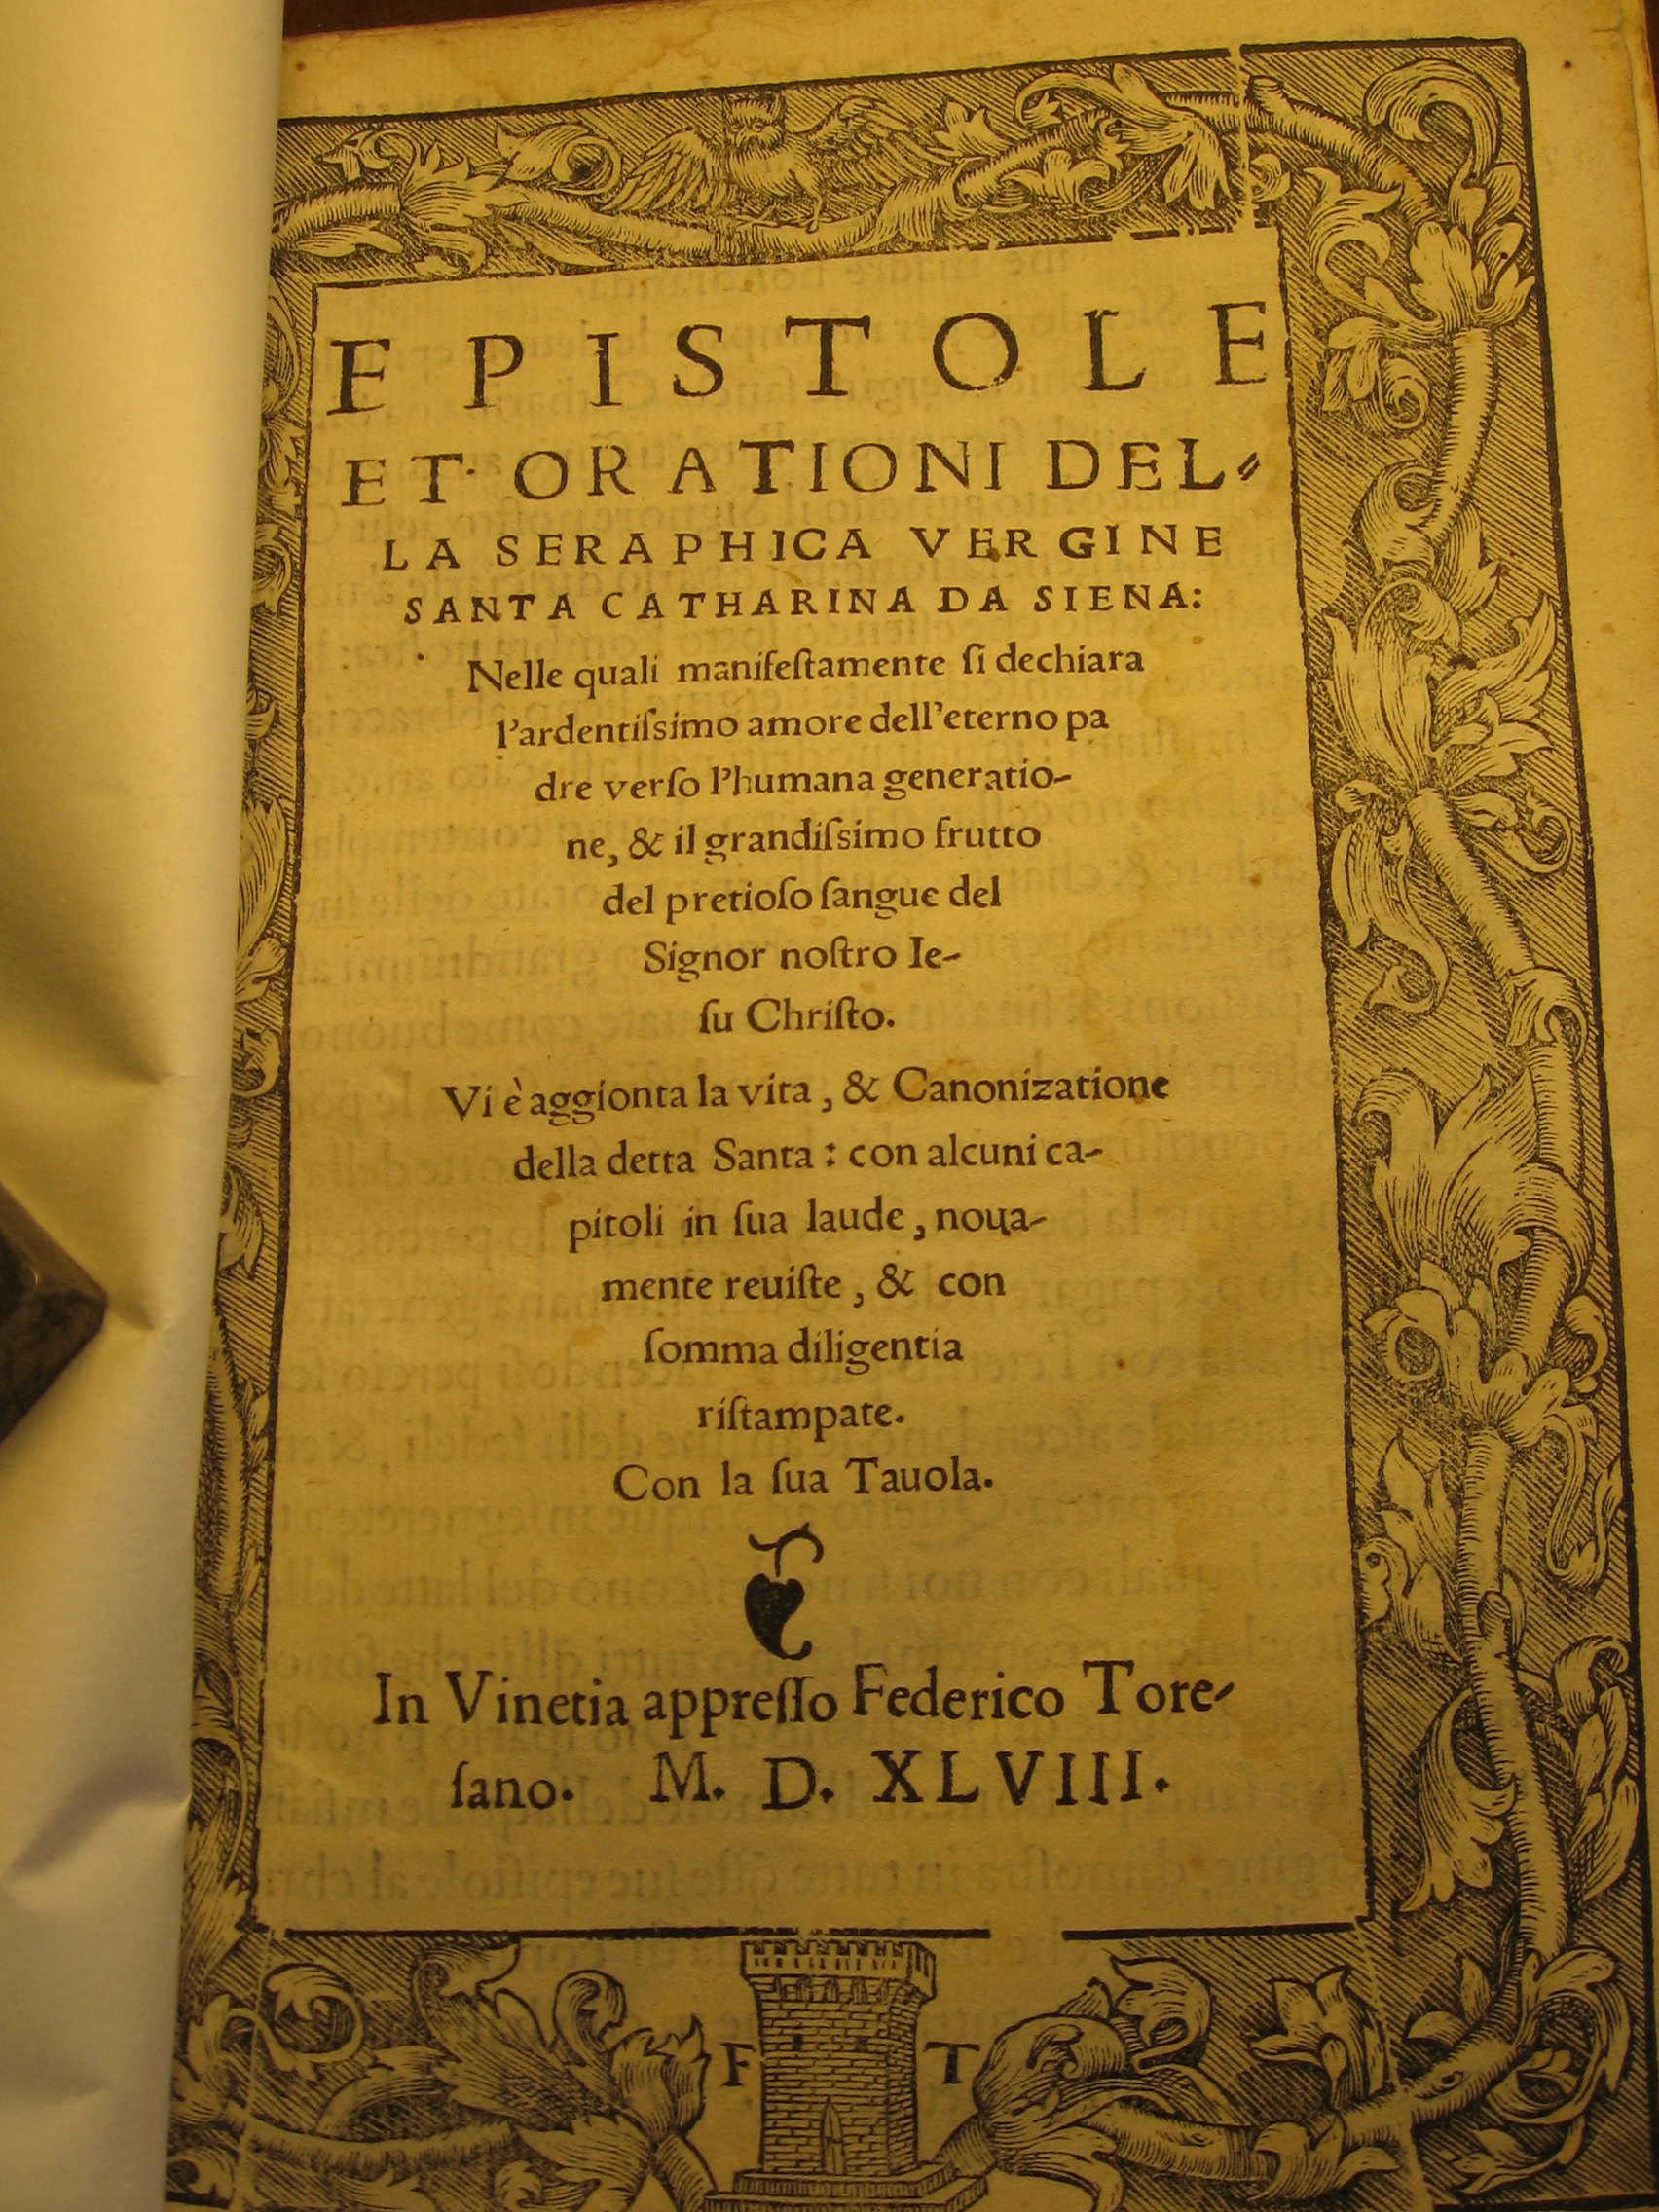 EPISTOLE
ET· ORATIONI DEL-
LA SERAPHICA VERGINE
SANTA CATHARINA DA SIENA:
Nelle quali manifeſtamente ſi dechiara
l'ardentiſsimo amore dell'eterno pa
dre verſo l'humana generatio-
ne, & il grandiſsimo frutto
del pretioſo ſangue del
Signor noſtro Ie-
ſu Chriſto.
Vi è aggionta la vita, & Canonizatione
della detta Santa: con alcuni ca-
pitoli in ſua laude, noua-
mente reuiſte, & con
ſomma diligentia
riſtampate.
Con la ſua Tauola.
In Vinetia appreſſo Federico Tore-
ſano. M. D. XLVIII.
F T